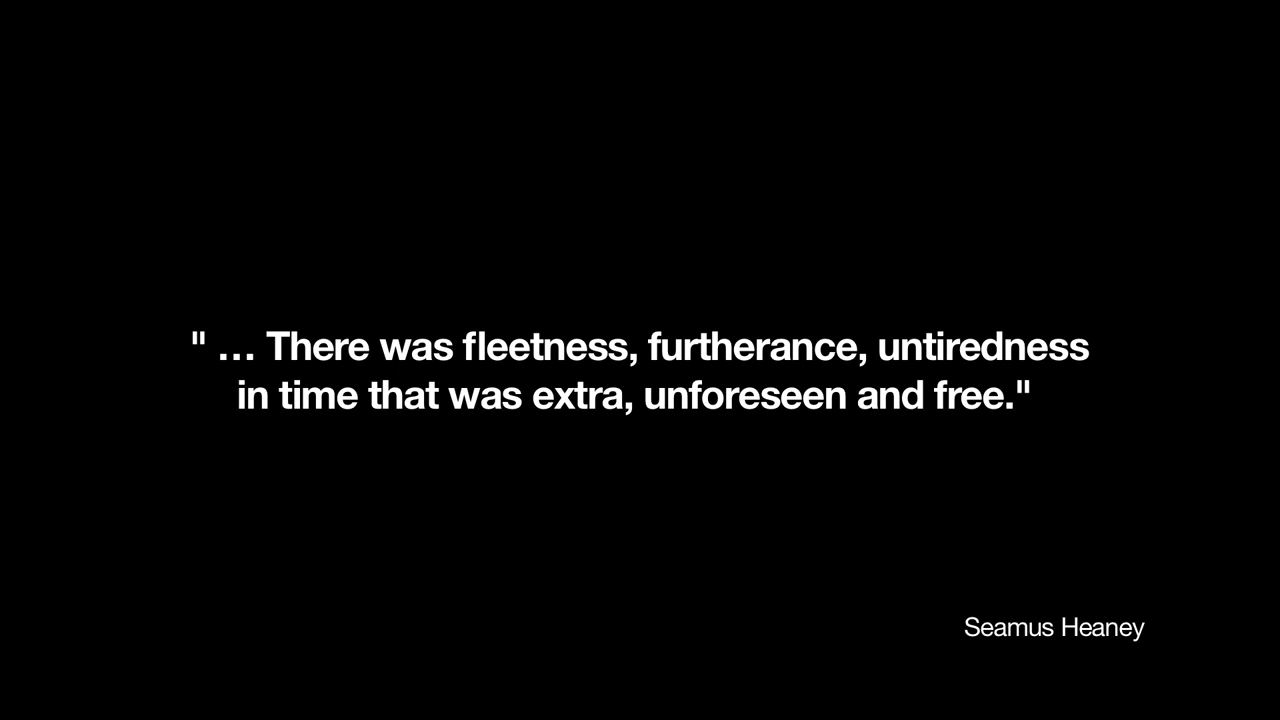 " … There was fleetness, furtherance, untiredness
in time that was extra, unforeseen and free."
Seamus Heaney